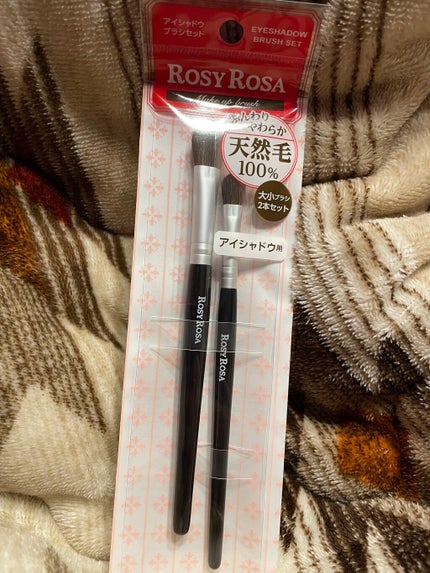 アイシャドウ
ブラシセット
EYESHADOW
BRUSH SET
ROSY ROSA
Make up brush
ふんわり
やわらか
天然毛
100%
大小ブラシ
2本セット
アイシャドウ用
ROSY ROSA
ROSY ROSA